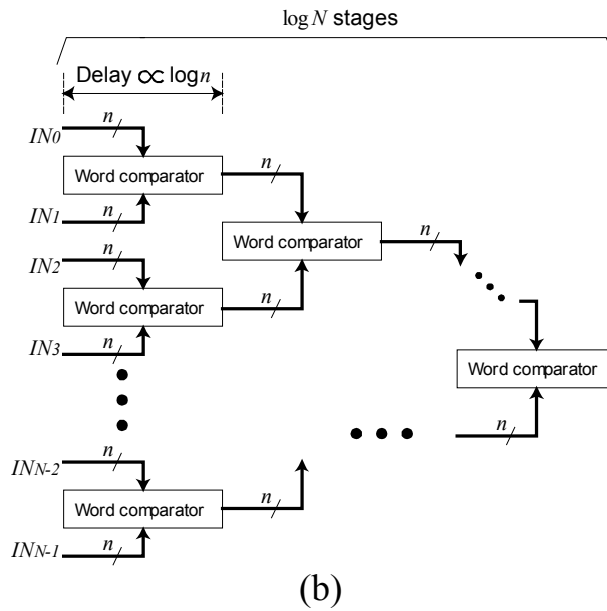 log N stages
Delay ∝ log n
IN0
n
Word comparator
n
IN1
n
Word comparator
n
IN2
n
Word comparator
n
IN3
n
Word comparator
n
INN-2
n
Word comparator
n
INN-1
n
(b)